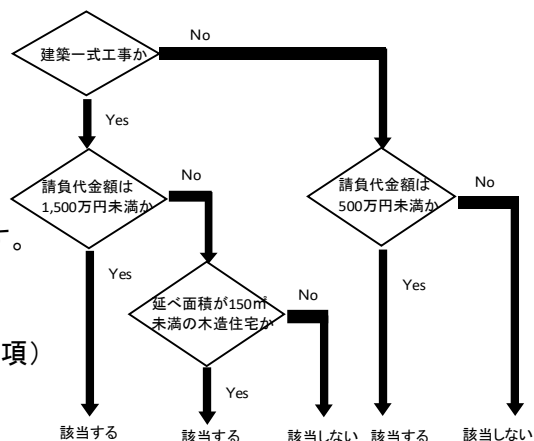 No
建築一式工事か
Yes
請負代金額は
1,500万円未満か
No
請負代金額は
500万円未満か
No
す。
Yes
延べ面積が150㎡
未満の木造住宅か
No
Yes
項）
Yes
該当する
該当する
該当しない
該当する
該当しない